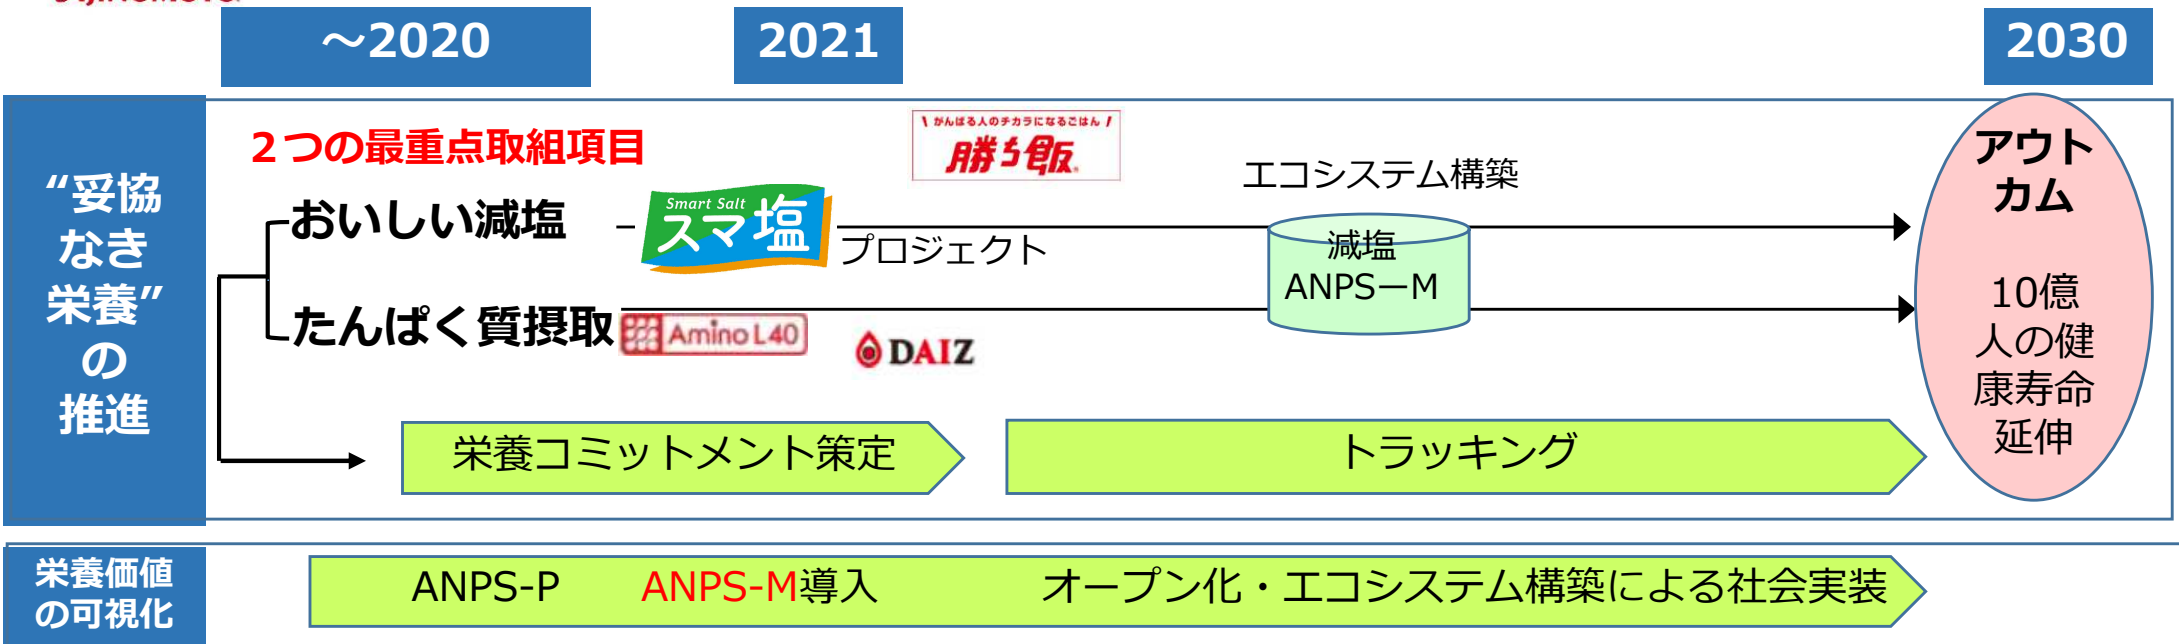 ～2020
2021
2030
“妥協
なき
栄養”
の
推進
２つの最重点取組項目
\ がんばる人のチカラになるごはん /
勝ち飯®
エコシステム構築
おいしい減塩
Smart Salt
スマ塩
プロジェクト
減塩
ANPSーM
たんぱく質摂取
Amino L40
DAIZ
栄養コミットメント策定
トラッキング
アウト
カム
10億
人の健
康寿命
延伸
栄養価値
の可視化
ANPS-P
ANPS-M導入
オープン化・エコシステム構築による社会実装